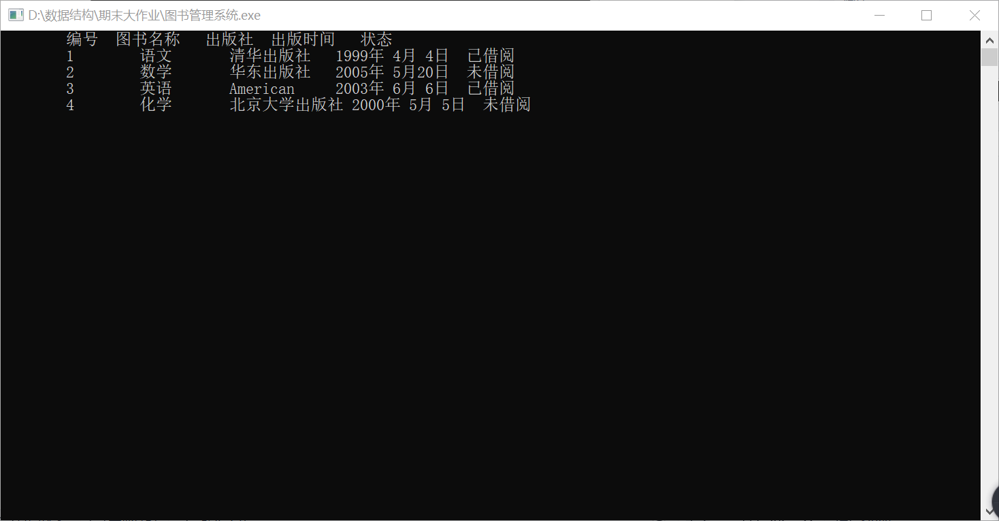 D:\数据结构\期末大作业\图书管理系统.exe
编号 图书名称 出版社 出版时间 状态
1 语文 清华出版社 1999年 4月 4日 已借阅
2 数学 华东出版社 2005年 5月20日 未借阅
3 英语 American 2003年 6月 6日 已借阅
4 化学 北京大学出版社 2000年 5月 5日 未借阅